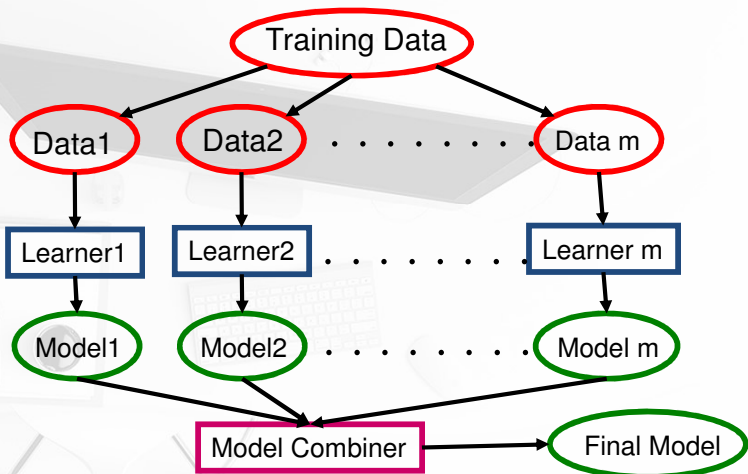 Training Data
Data1 Data2 . . . . . . . . Data m
Learner1 Learner2 . . . . . . . . Learner m
Model1 Model2 . . . . . . . . Model m
Model Combiner Final Model